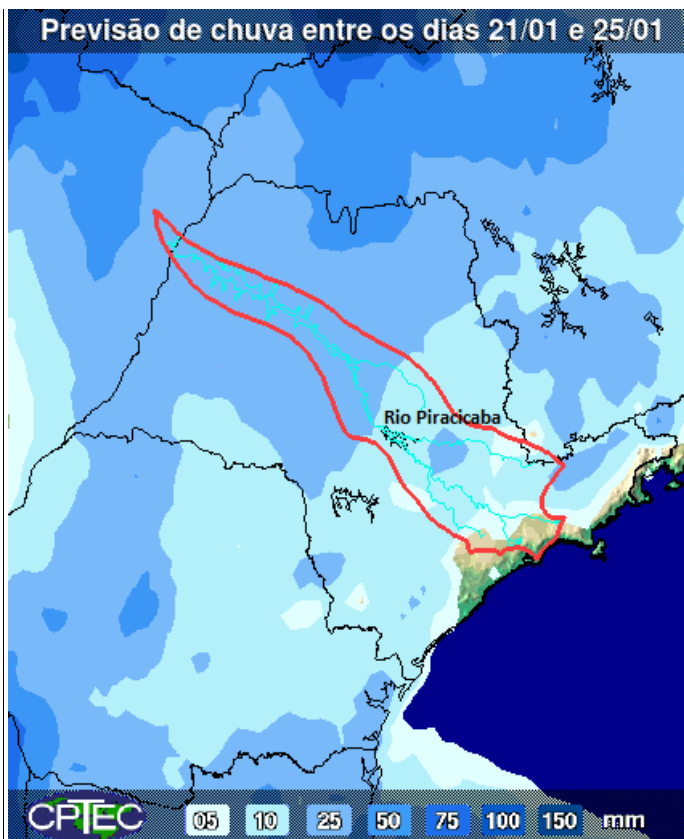 Previsão de chuva entre os dias 21/01 e 25/01
Rio Piracicaba
CPTEC 05 10 25 50 75 100 150 mm